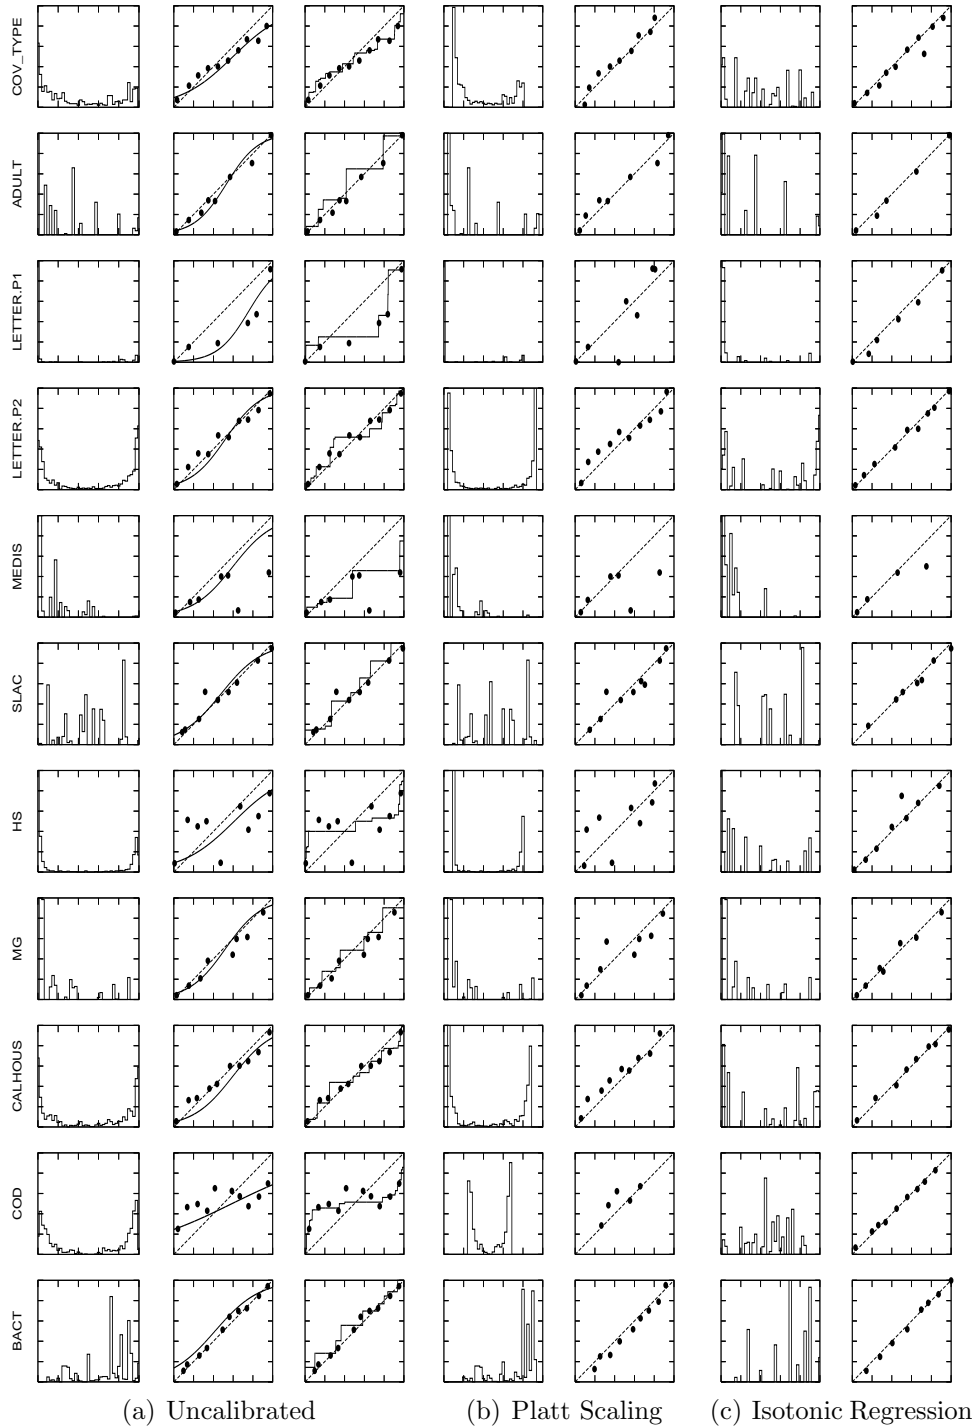 COV_TYPE
ADULT
LETTER.P1
LETTER.P2
MEDIS
SLAC
HS
MG
CALHOUS
COD
BACT
(a) Uncalibrated
(b) Platt Scaling
(c) Isotonic Regression